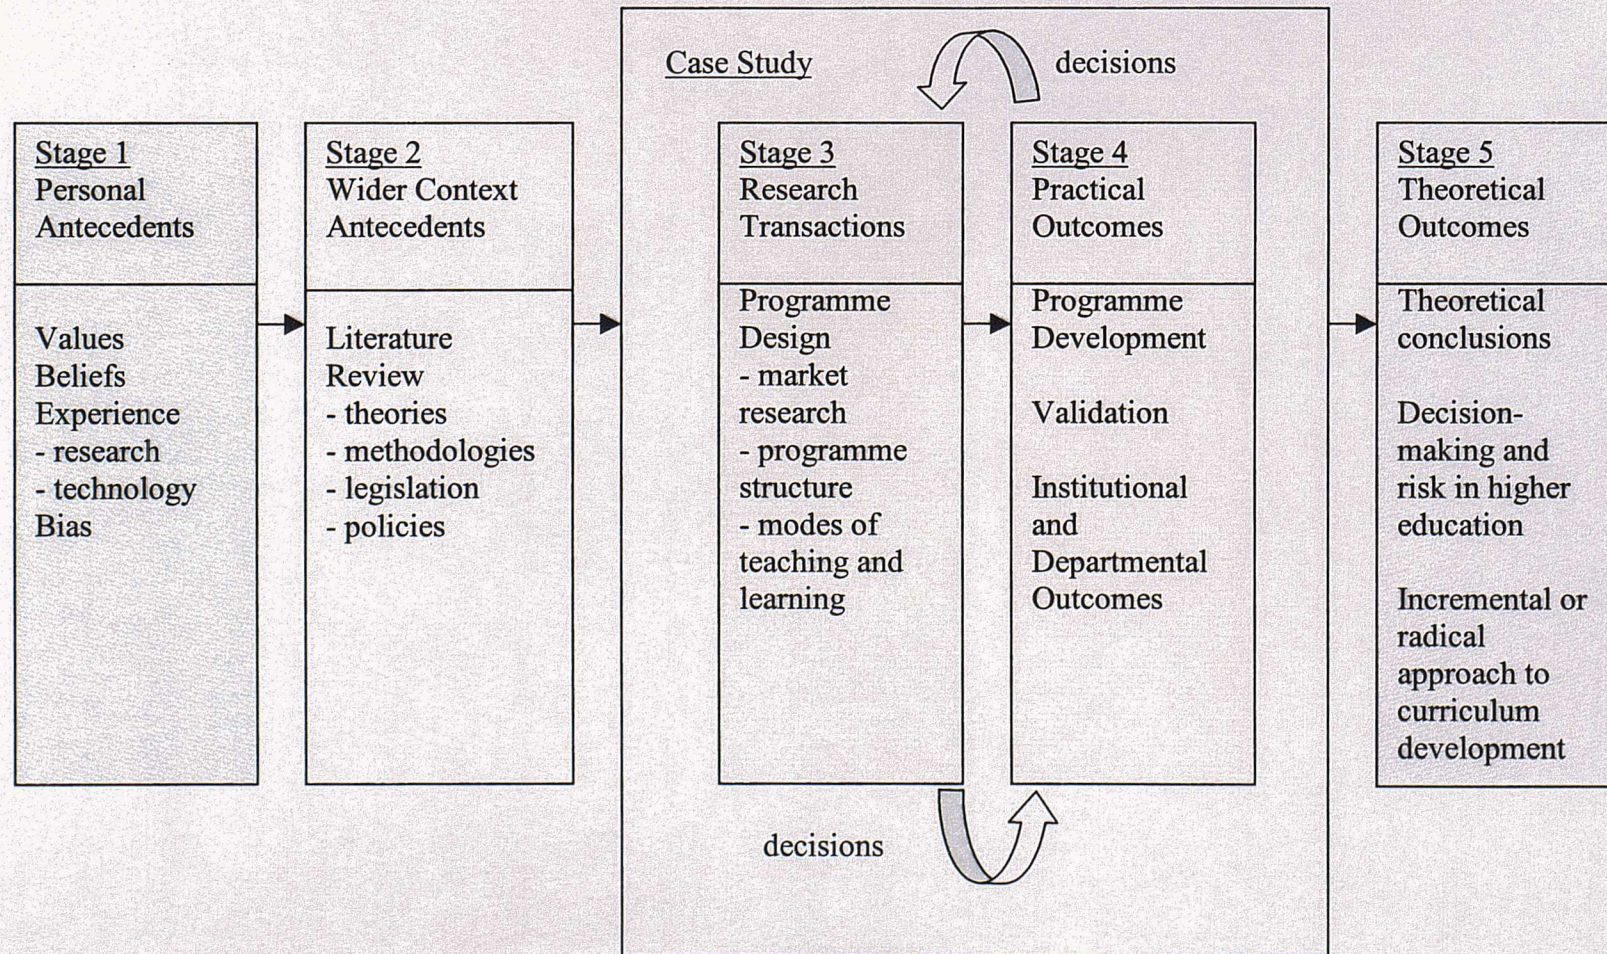 Case Study
decisions
Stage 1
Personal
Antecedents
Values
Beliefs
Experience
- research
- technology
Bias
Stage 2
Wider Context
Antecedents
Literature
Review
- theories
- methodologies
- legislation
- policies
Stage 3
Research
Transactions
Programme
Design
- market
research
- programme
structure
- modes of
teaching and
learning
Stage 4
Practical
Outcomes
Programme
Development
Validation
Institutional
and
Departmental
Outcomes
Stage 5
Theoretical
Outcomes
Theoretical
conclusions
Decision-
making and
risk in higher
education
Incremental or
radical
approach to
curriculum
development
decisions